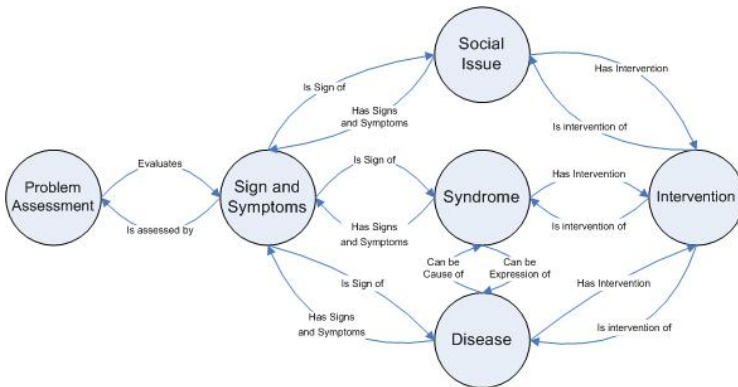 Social
Issue
Is Sign of
Has Intervention
Has Signs
and Symptoms
Is intervention of
Problem
Assessment
Evaluates
Is assessed by
Sign and
Symptoms
Is Sign of
Has Signs
and Symptoms
Syndrome
Has Intervention
Is intervention of
Intervention
Can be
Cause of
Can be
Expression of
Is Sign of
Has Signs
and Symptoms
Disease
Has Intervention
Is intervention of